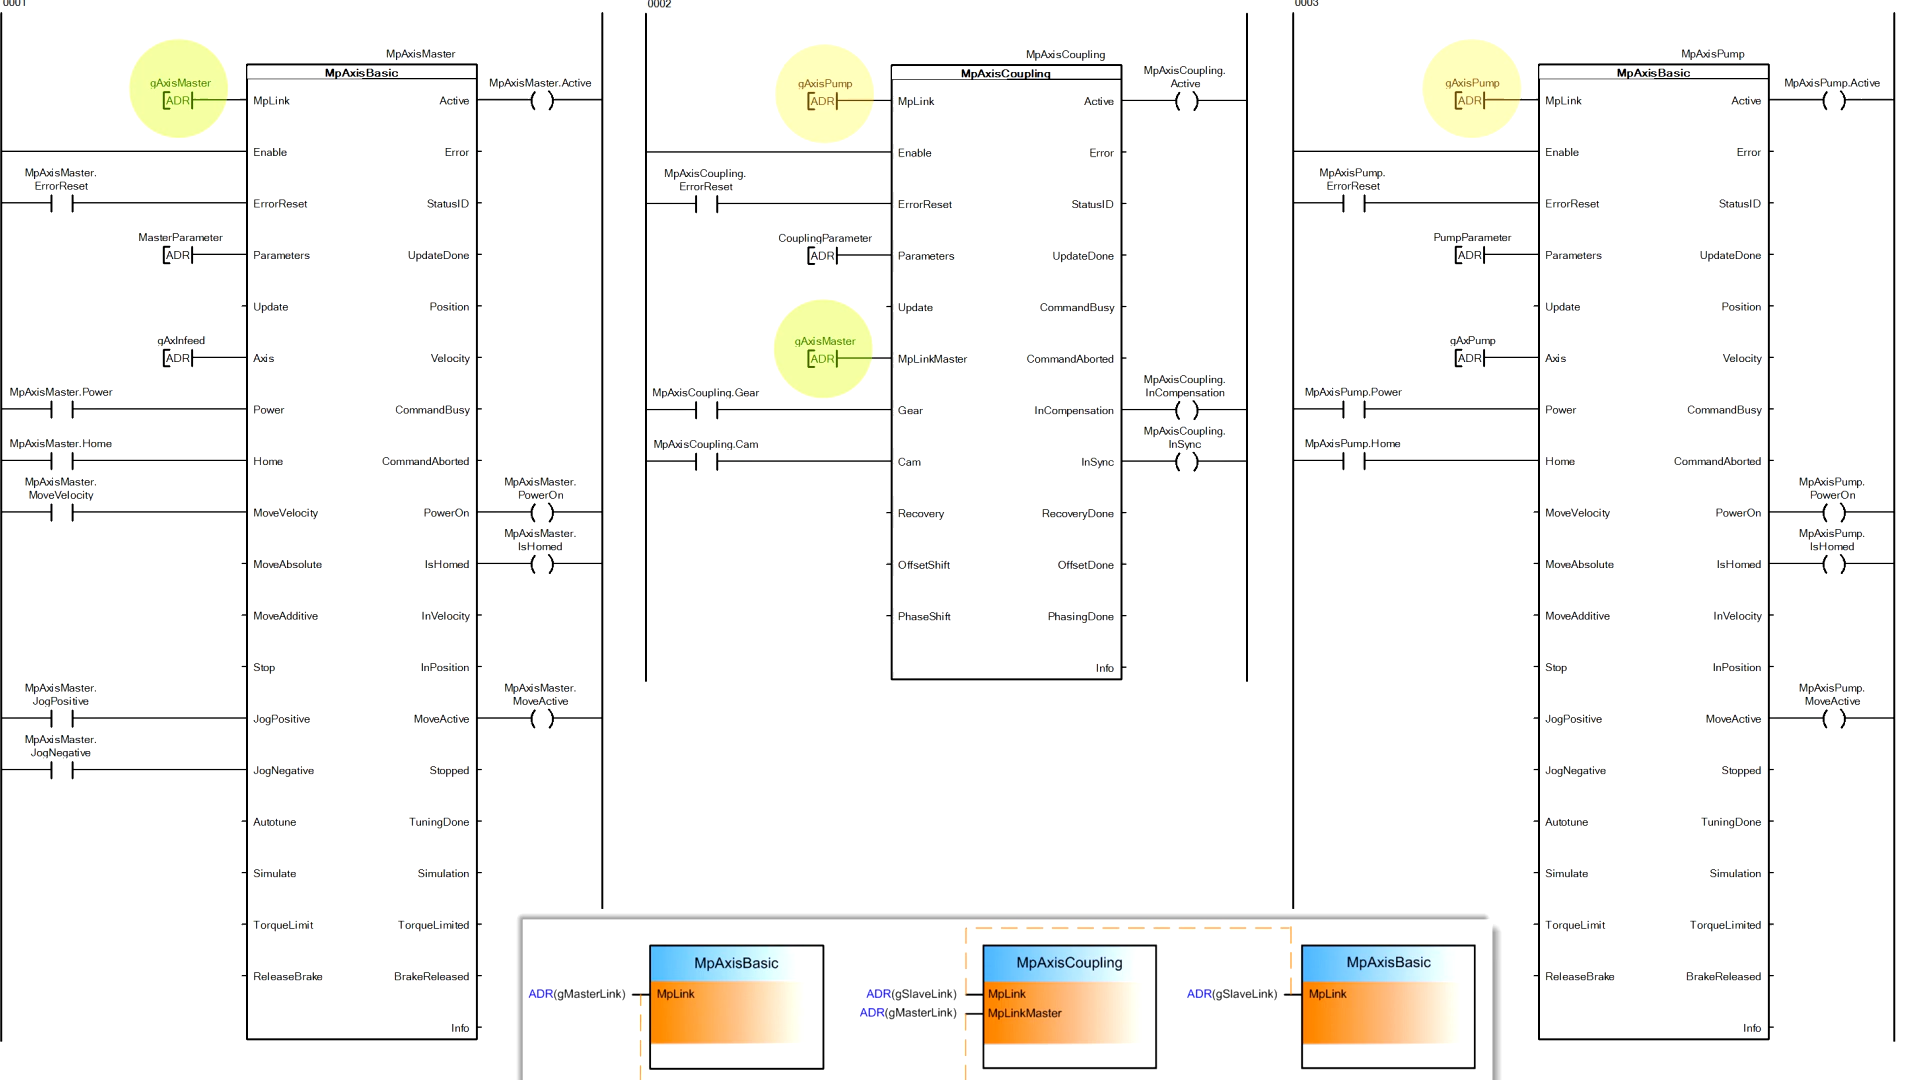 0001
MpAxisMaster
MpAxisBasic
gAxisMaster
ADR
MpLink
Active
MpAxisMaster.Active
Enable
Error
MpAxisMaster.
ErrorReset
ErrorReset
StatusID
MasterParameter
ADR
Parameters
UpdateDone
Update
Position
gAxInfeed
ADR
Axis
Velocity
MpAxisMaster.Power
Power
CommandBusy
MpAxisMaster.Home
Home
CommandAborted
MpAxisMaster.
MoveVelocity
MoveVelocity
PowerOn
MpAxisMaster.
PowerOn
MoveAbsolute
IsHomed
MpAxisMaster.
IsHomed
MoveAdditive
InVelocity
Stop
InPosition
MpAxisMaster.
JogPositive
JogPositive
MoveActive
MpAxisMaster.
MoveActive
MpAxisMaster.
JogNegative
JogNegative
Stopped
Autotune
TuningDone
Simulate
Simulation
TorqueLimit
TorqueLimited
ReleaseBrake
BrakeReleased
Info
0002
MpAxisCoupling
MpAxisCoupling
gAxisPump
ADR
MpLink
Active
MpAxisCoupling.
Active
Enable
Error
MpAxisCoupling.
ErrorReset
ErrorReset
StatusID
CouplingParameter
ADR
Parameters
UpdateDone
Update
CommandBusy
gAxisMaster
ADR
MpLinkMaster
CommandAborted
MpAxisCoupling.Gear
Gear
InCompensation
MpAxisCoupling.
InCompensation
MpAxisCoupling.Cam
Cam
InSync
MpAxisCoupling.
InSync
Recovery
RecoveryDone
OffsetShift
OffsetDone
PhaseShift
PhasingDone
Info
0003
MpAxisPump
MpAxisBasic
gAxisPump
ADR
MpLink
Active
MpAxisPump.Active
Enable
Error
MpAxisPump.
ErrorReset
ErrorReset
StatusID
PumpParameter
ADR
Parameters
UpdateDone
Update
Position
gAxPump
ADR
Axis
Velocity
MpAxisPump.Power
Power
CommandBusy
MpAxisPump.Home
Home
CommandAborted
MoveVelocity
PowerOn
MpAxisPump.
PowerOn
MoveAbsolute
IsHomed
MpAxisPump.
IsHomed
MoveAdditive
InVelocity
Stop
InPosition
JogPositive
MoveActive
MpAxisPump.
MoveActive
JogNegative
Stopped
Autotune
TuningDone
Simulate
Simulation
TorqueLimit
TorqueLimited
ReleaseBrake
BrakeReleased
Info
MpAxisBasic
ADR(gMasterLink)
MpLink
MpAxisCoupling
ADR(gSlaveLink)
MpLink
ADR(gMasterLink)
MpLinkMaster
MpAxisBasic
ADR(gSlaveLink)
MpLink